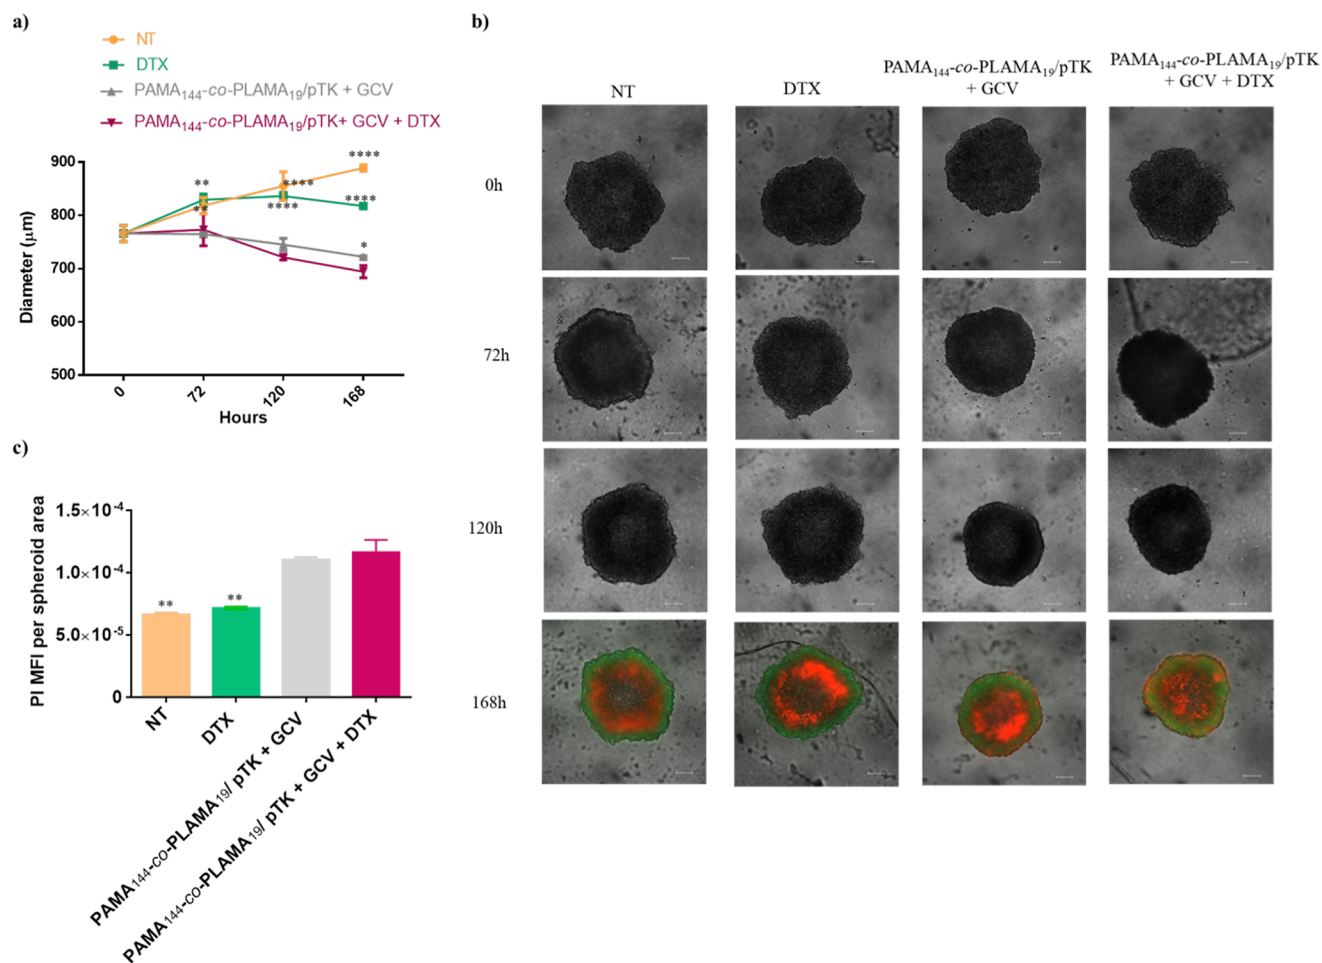 a)
NT
DTX
PAMA₁₄₄-co-PLAMA₁₉/pTK + GCV
PAMA₁₄₄-co-PLAMA₁₉/pTK+ GCV + DTX
900
800
700
600
500
Diameter (μm)
**
**
****
****
****
****
*
0
72
120
168
Hours
b)
NT
DTX
PAMA₁₄₄-co-PLAMA₁₉/pTK
+ GCV
PAMA₁₄₄-co-PLAMA₁₉/pTK
+ GCV + DTX
0h
72h
120h
168h
c)
PI MFI per spheroid area
1.5×10⁻⁴
1.0×10⁻⁴
5.0×10⁻⁵
0
**
**
NT
DTX
PAMA₁₄₄-co-PLAMA₁₉/ pTK + GCV
PAMA₁₄₄-co-PLAMA₁₉/ pTK + GCV + DTX